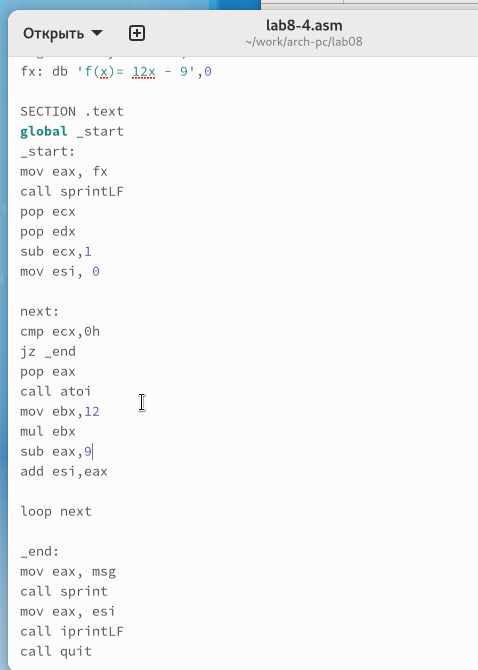 Открыть
lab8-4.asm
~/work/arch-pc/lab08
fx: db 'f(x)= 12x - 9',0
SECTION .text
global _start
_start:
mov eax, fx
call sprintLF
pop ecx
pop edx
sub ecx,1
mov esi, 0
next:
cmp ecx,0h
jz _end
pop eax
call atoi
mov ebx,12
mul ebx
sub eax,9
add esi,eax
loop next
_end:
mov eax, msg
call sprint
mov eax, esi
call iprintLF
call quit